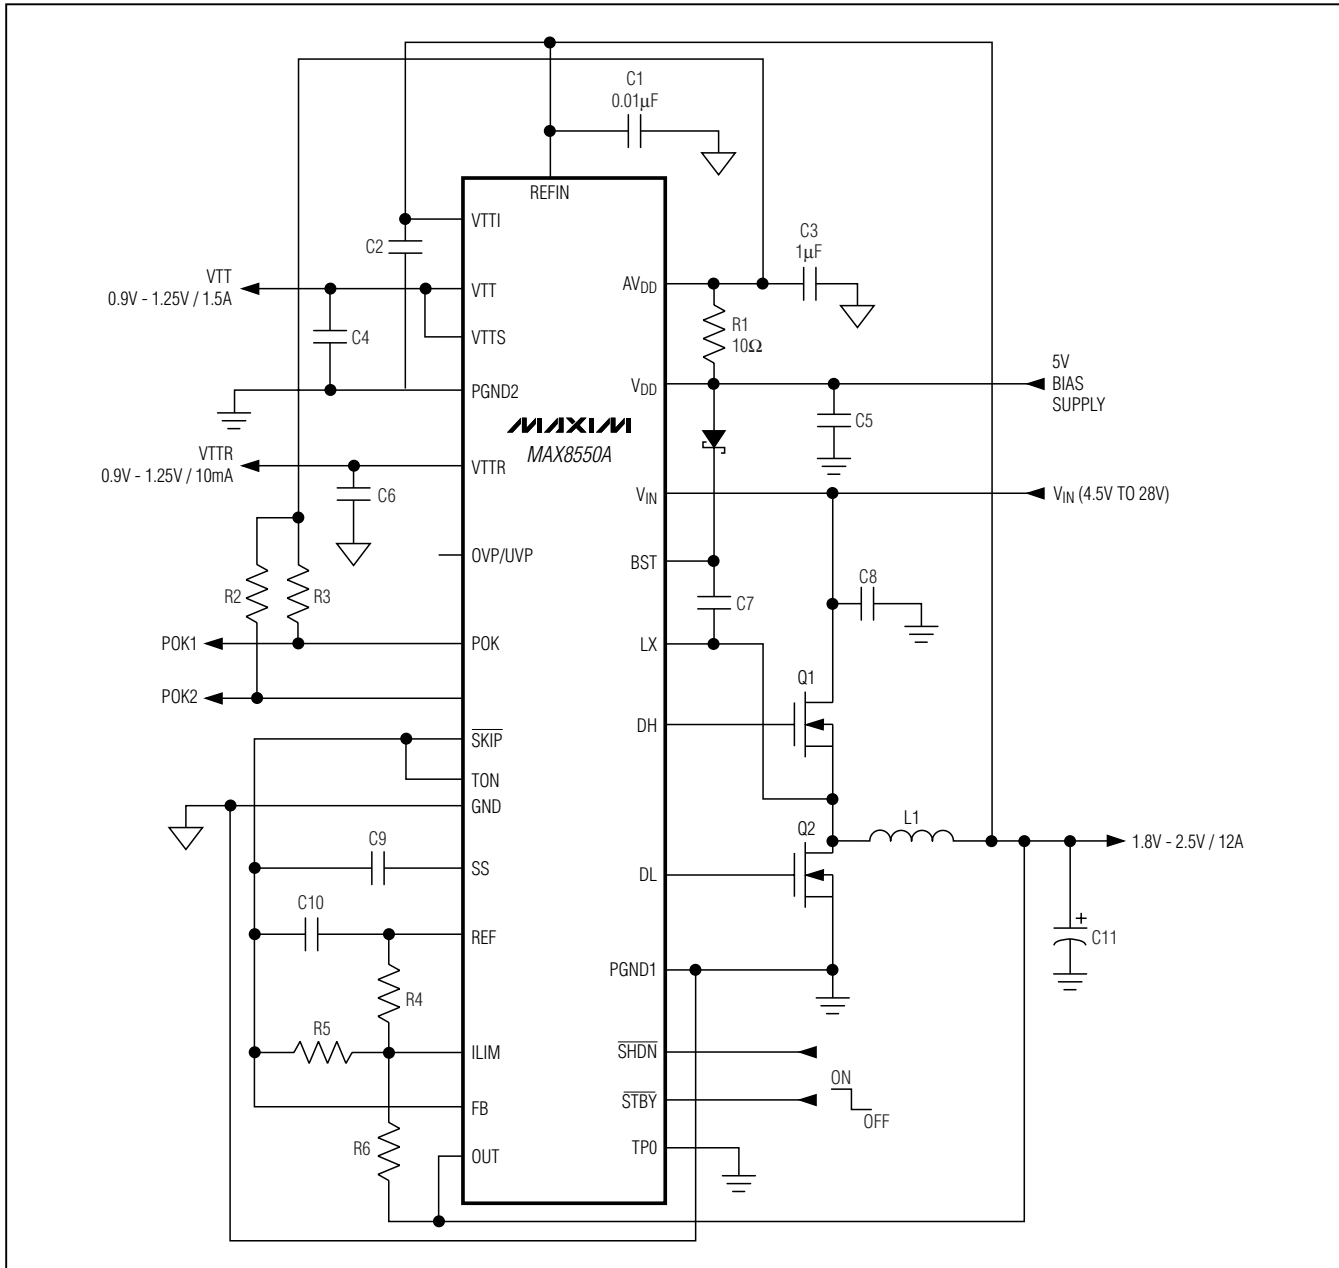 C1
0.01µF
REFIN
VTTI
C2
C3
1µF
AVDD
VTT
0.9V - 1.25V / 1.5A
VTT
R1
10Ω
VTTS
C4
5V
BIAS
SUPPLY
VDD
PGND2
C5
MAXIM
MAX8550A
VTTR
0.9V - 1.25V / 10mA
VTTR
C6
VIN
VIN (4.5V TO 28V)
OVP/UVP
BST
C8
R2
R3
C7
POK1
POK
LX
POK2
Q1
DH
SKIP
TON
GND
L1
Q2
1.8V - 2.5V / 12A
C9
SS
DL
C10
REF
+
C11
PGND1
R4
R5
ILIM
SHDN
ON
OFF
STBY
FB
R6
OUT
TP0